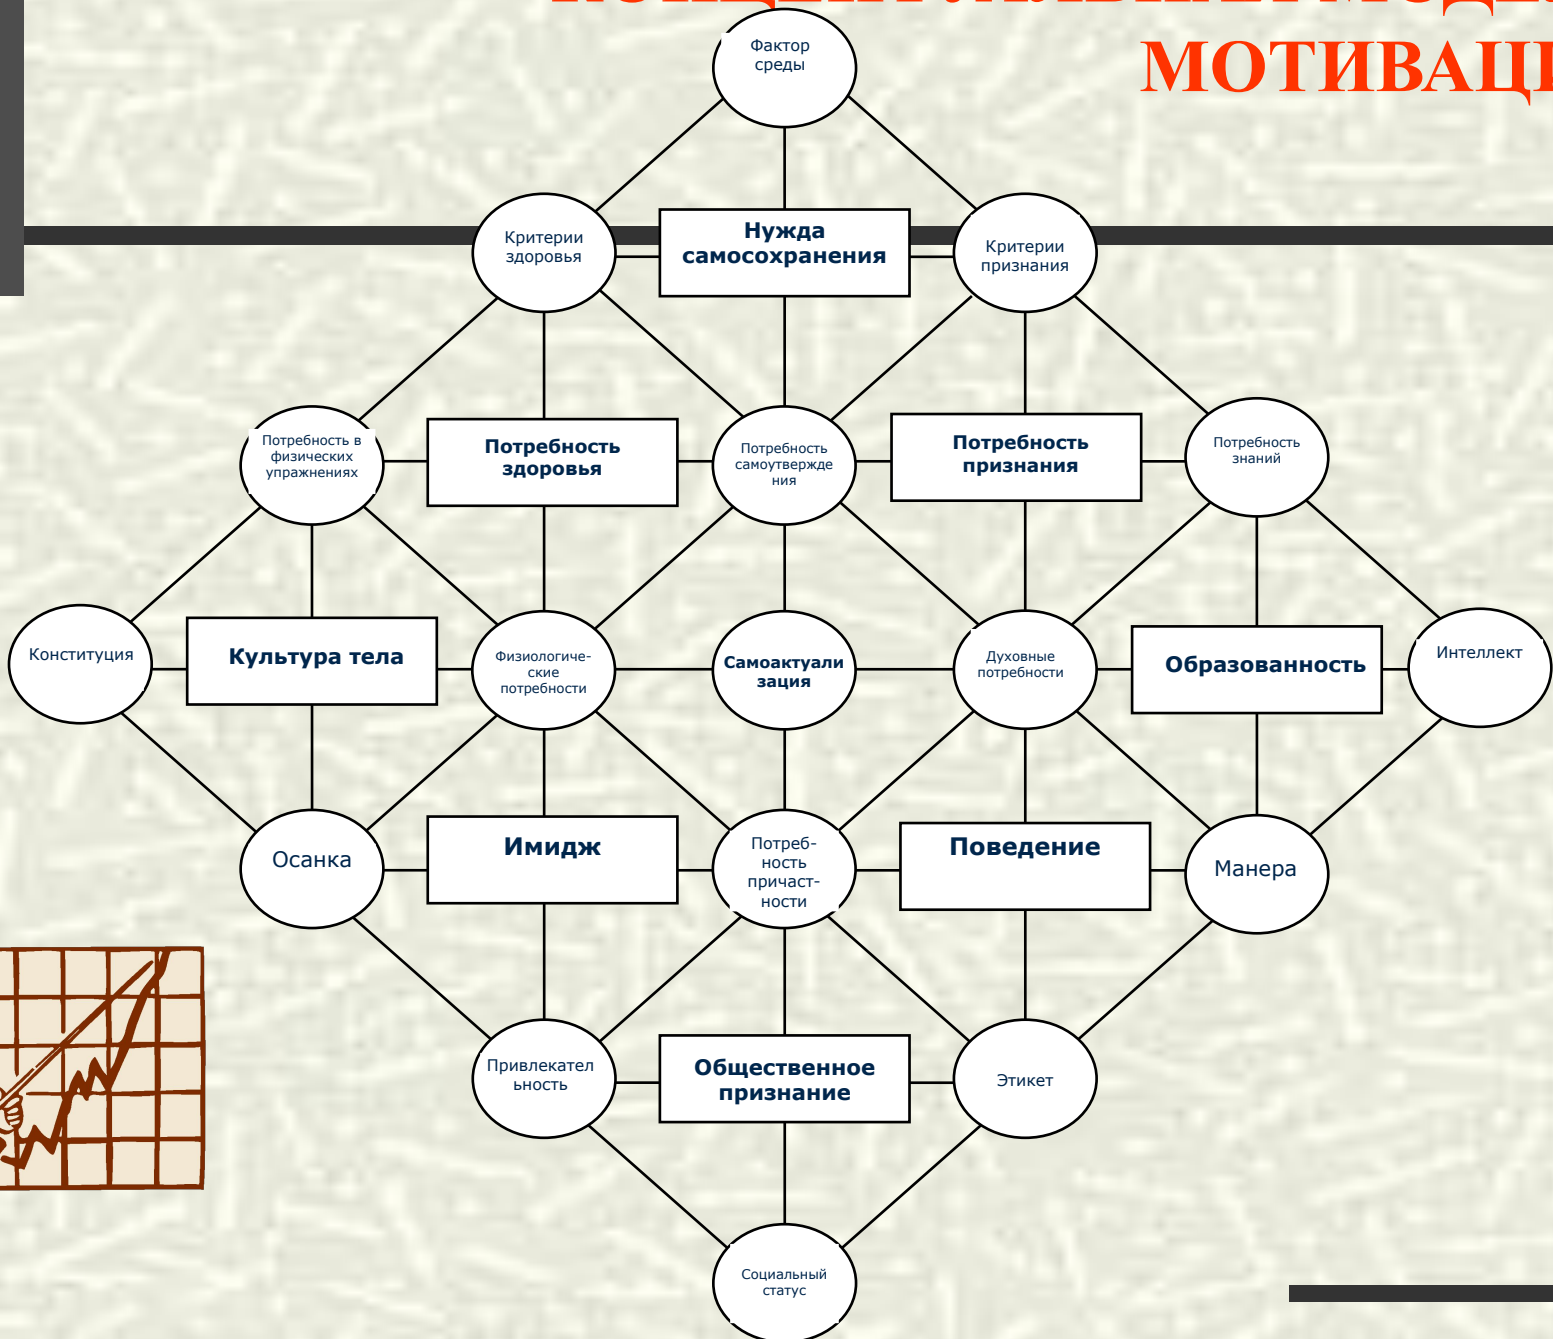 МОТИВАЦ
Фактор
среды
Критерии
здоровья
Нужда
самосохранения
Критерии
признания
Потребность в
физических
упражнениях
Потребность
здоровья
Потребность
самоутвержде
ния
Потребность
признания
Потребность
знаний
Конституция
Культура тела
Физиологиче-
ские
потребности
Самоактуали
зация
Духовные
потребности
Образованность
Интеллект
Осанка
Имидж
Потреб-
ность
причаст-
ности
Поведение
Манера
Привлекател
ьность
Общественное
признание
Этикет
Социальный
статус